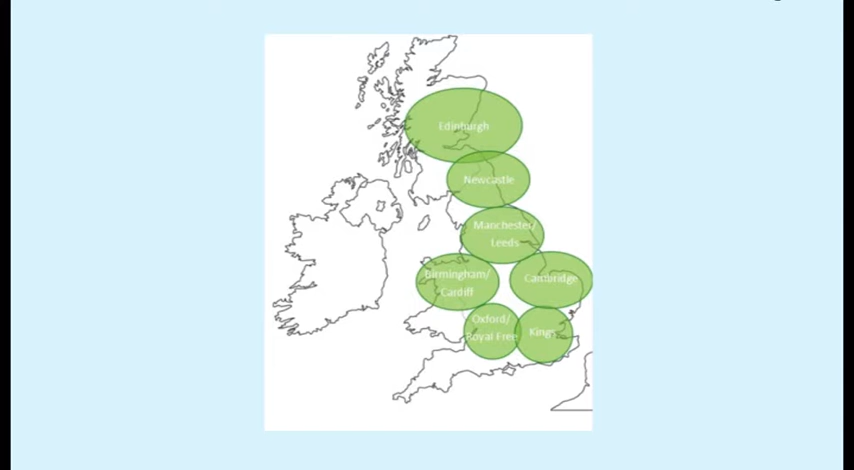 Edinburgh
Newcastle
Manchester/
Leeds
Birmingham/
Cardiff
Cambridge
Oxford/
Royal Free
Kings